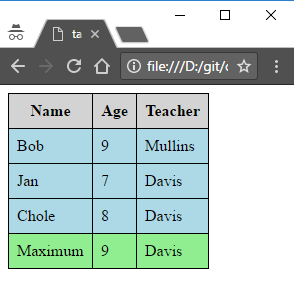 ta
file:///D:/git/c
Name Age Teacher
Bob 9 Mullins
Jan 7 Davis
Chole 8 Davis
Maximum 9 Davis